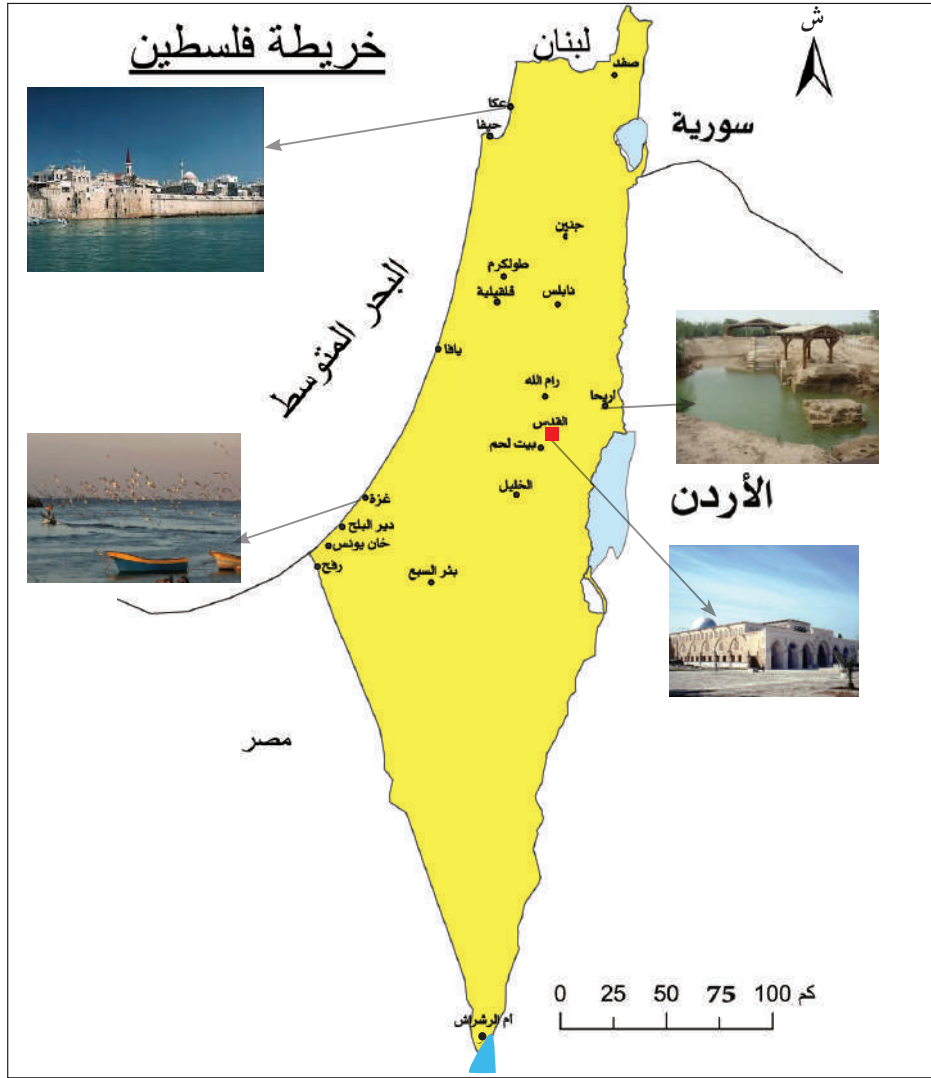 خريطة فلسطين
لبنان
ش
صفد
عكا
حيفا
سورية
جنين
طولكرم
قلقيلية
نابلس
البحر المتوسط
يافا
رام الله
أريحا
القدس
بيت لحم
الخليل
الأردن
غزة
دير البلح
خان يونس
رفح
بئر السبع
مصر
0 25 50 75 100 كم
أم الرشراش